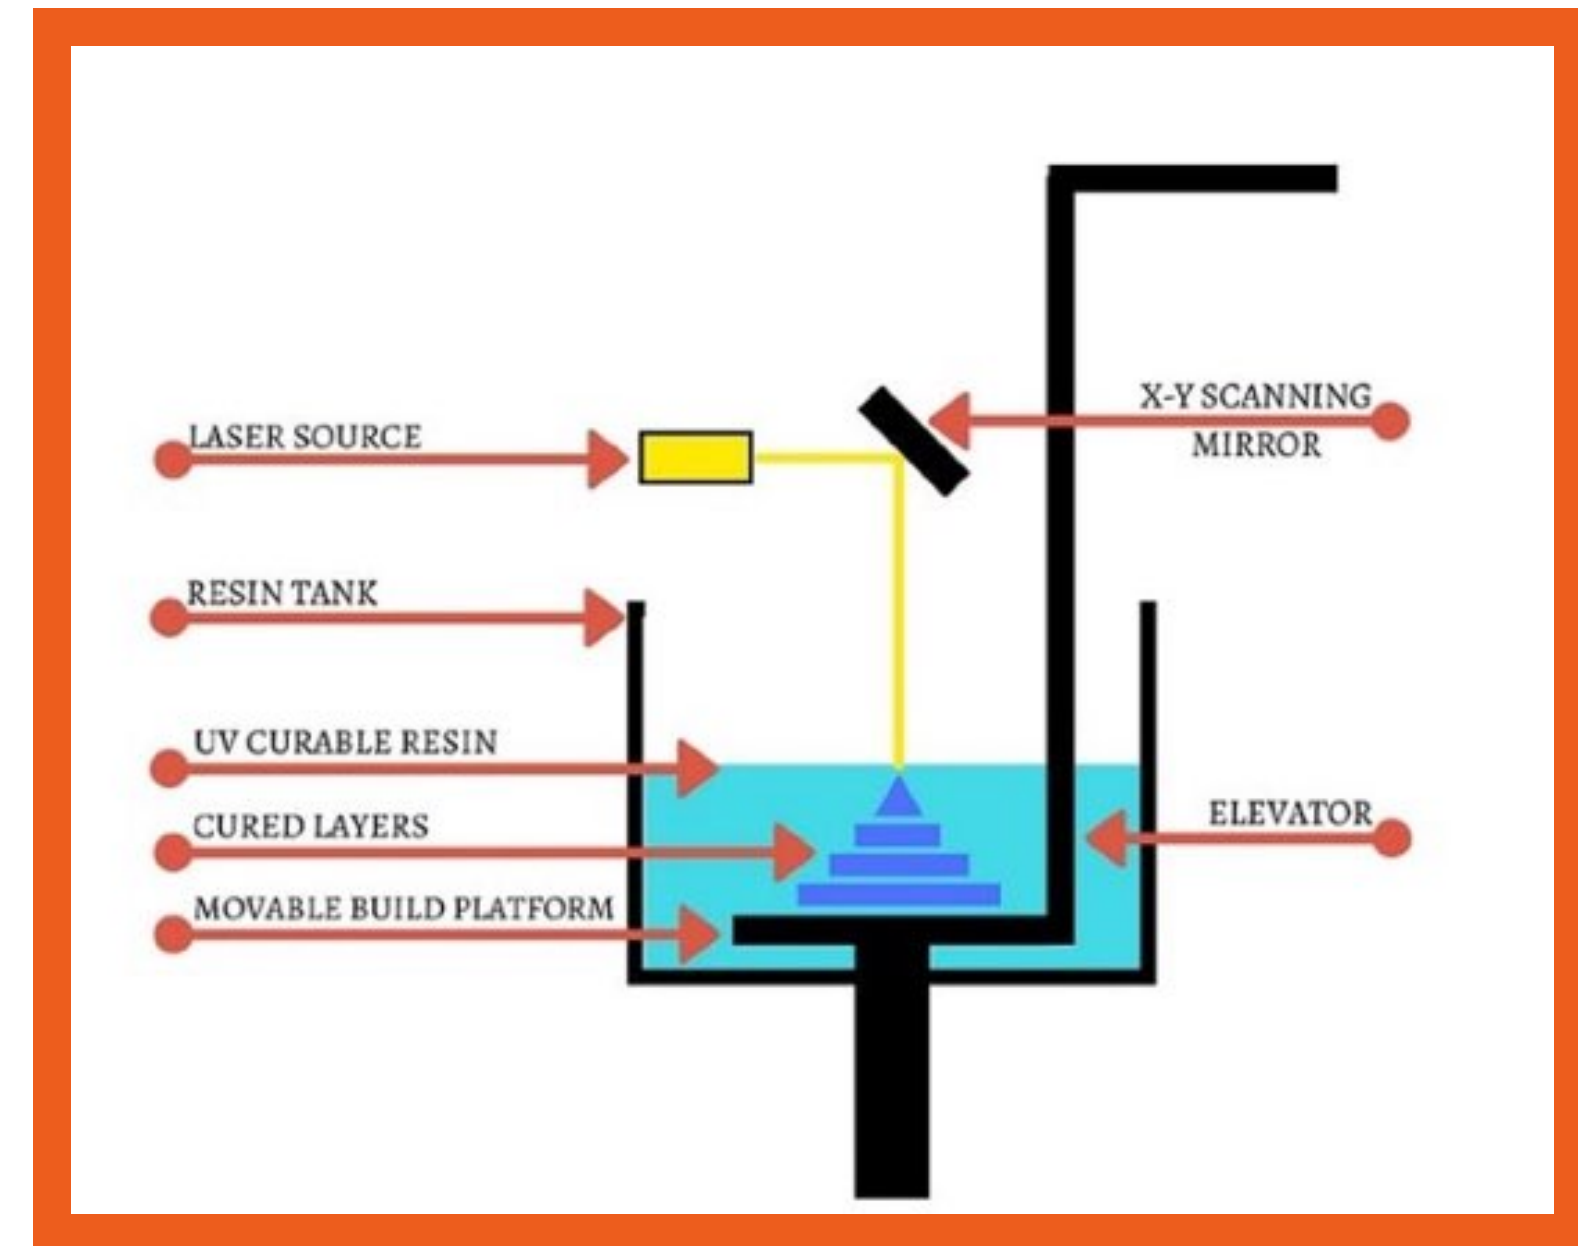 X-Y SCANNING
MIRROR
LASER SOURCE
RESIN TANK
UV CURABLE RESIN
CURED LAYERS
ELEVATOR
MOVABLE BUILD PLATFORM